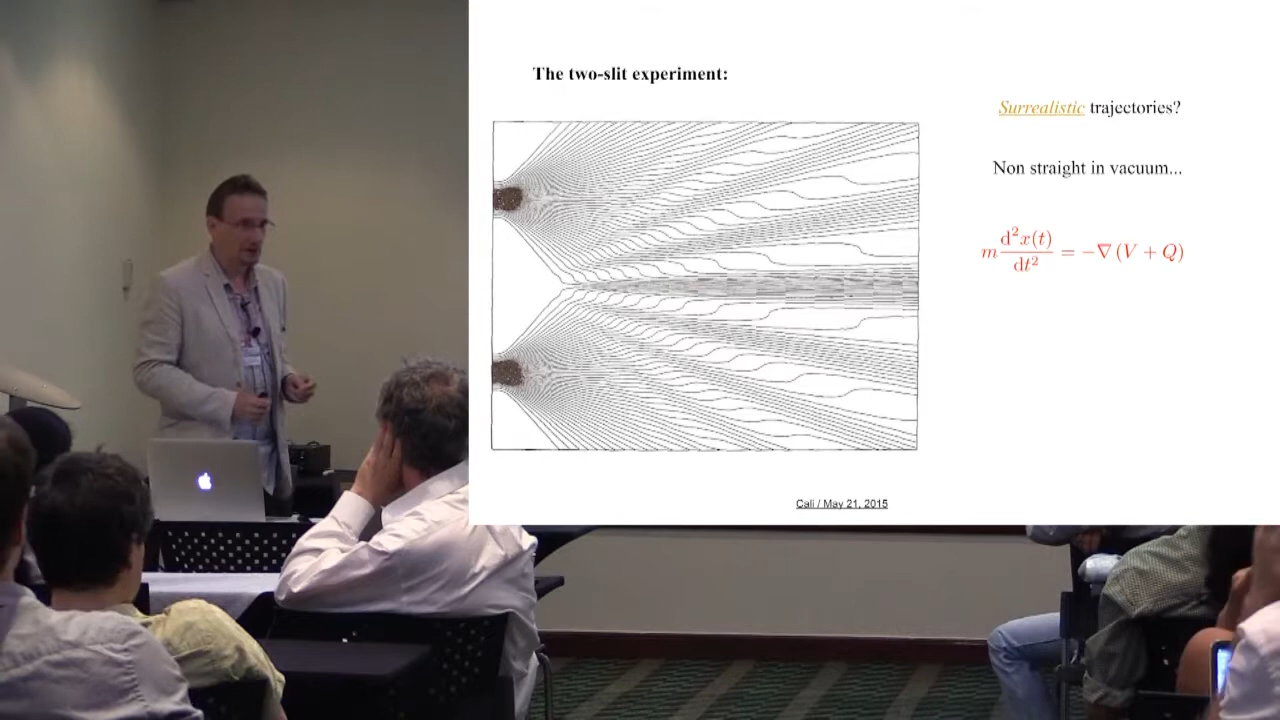 The two-slit experiment:
Surrealistic trajectories?
Non straight in vacuum...
m d²x(t)/dt² = −∇ (V + Q)
Cali / May 21, 2015